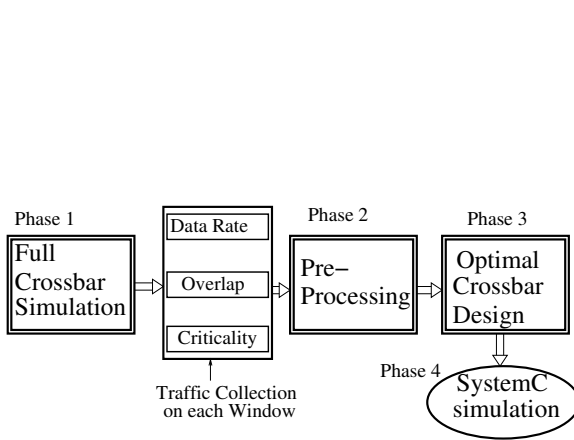 Phase 1
Full
Crossbar
Simulation
Data Rate
Overlap
Criticality
Traffic Collection
on each Window
Phase 2
Pre−
Processing
Phase 3
Optimal
Crossbar
Design
Phase 4
SystemC
simulation